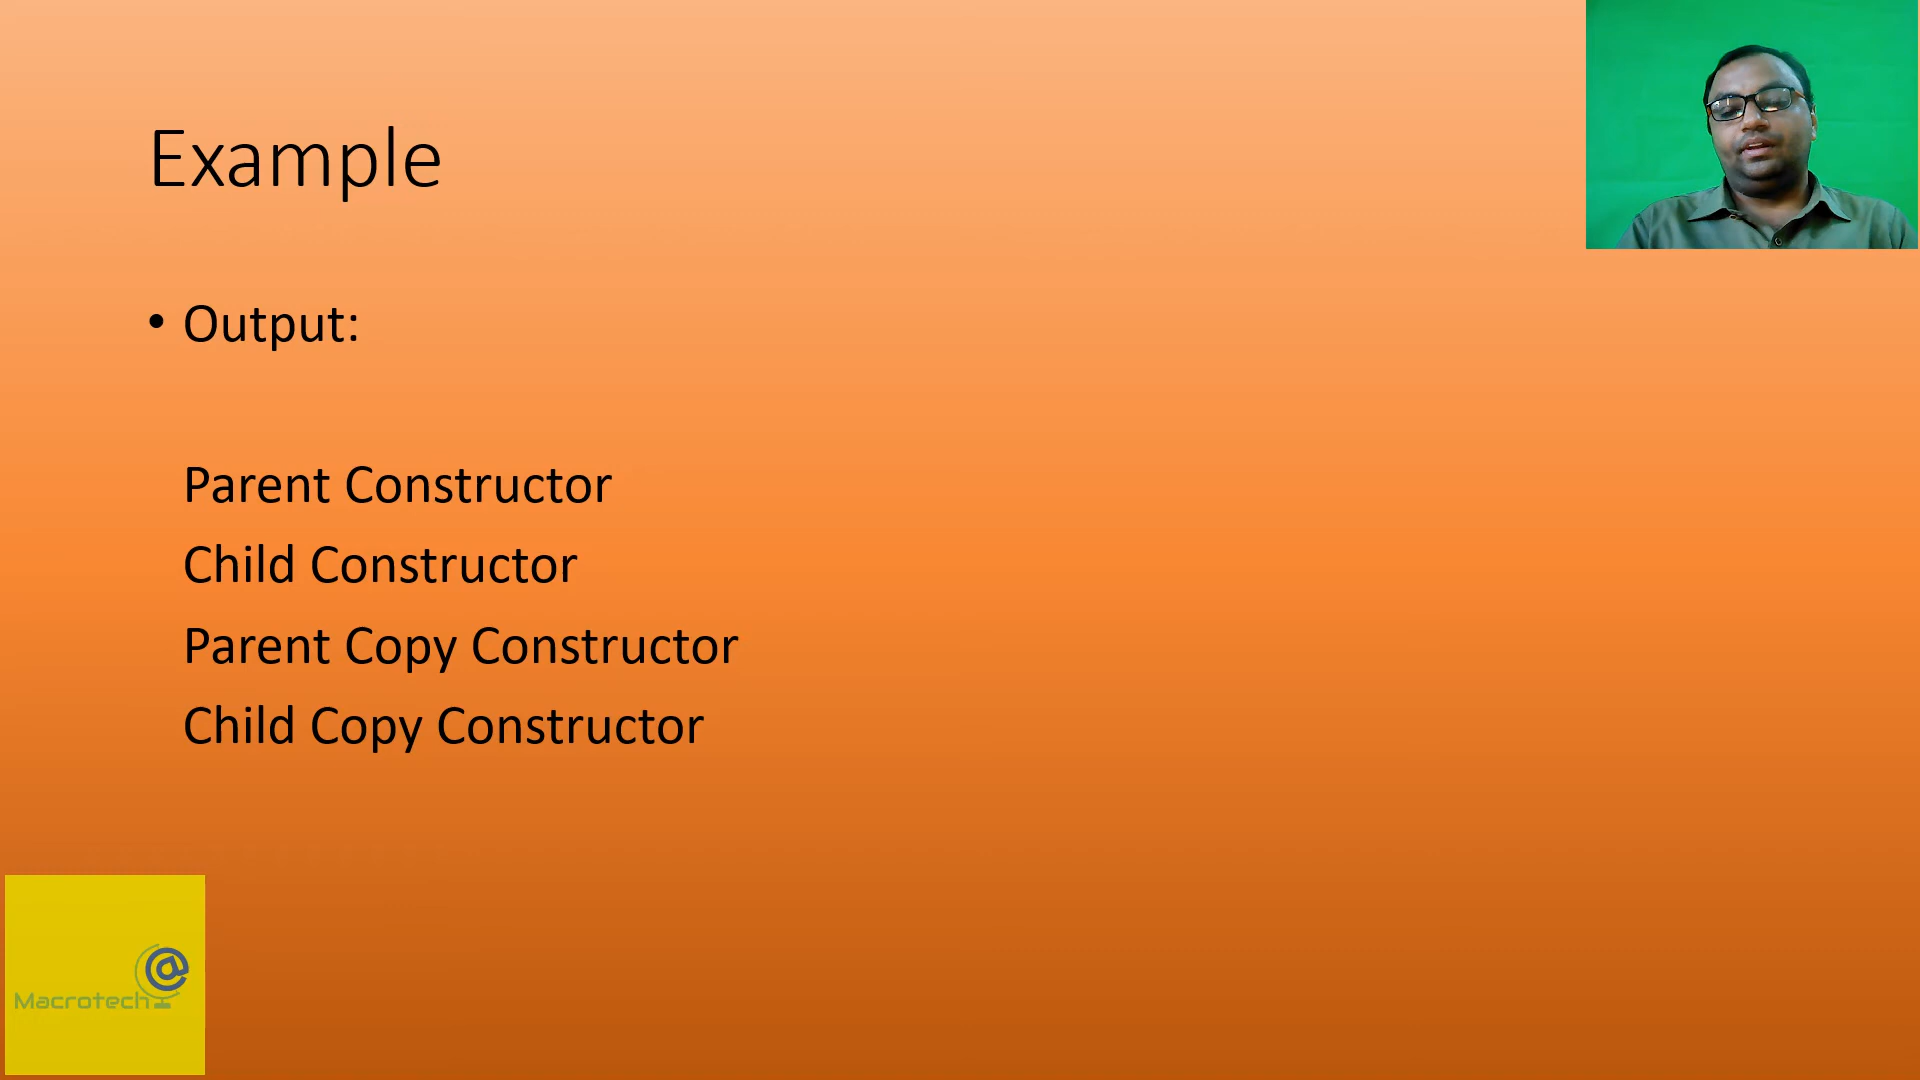 Example
• Output:
Parent Constructor
Child Constructor
Parent Copy Constructor
Child Copy Constructor
@
Macrotech